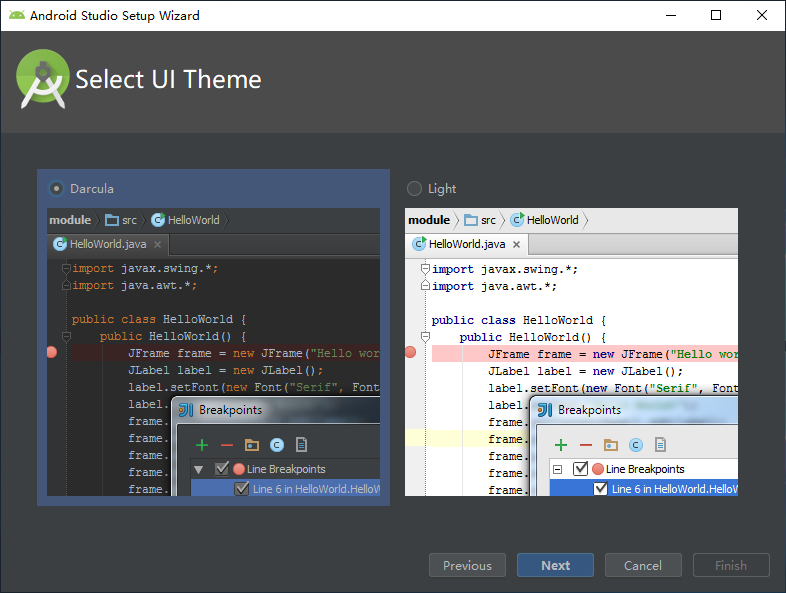 Android Studio Setup Wizard
Select UI Theme
Darcula
module src HelloWorld
HelloWorld.java
import javax.swing.*;
import java.awt.*;
public class HelloWorld {
public HelloWorld() {
JFrame frame = new JFrame("Hello wor
JLabel label = new JLabel();
label.setFont(new Font("Serif", Font
label.
frame.
frame.
frame.
frame.
frame.
Breakpoints
Line Breakpoints
Line 6 in HelloWorld.HelloW
Light
module src HelloWorld
HelloWorld.java
import javax.swing.*;
import java.awt.*;
public class HelloWorld {
public HelloWorld() {
JFrame frame = new JFrame("Hello wor
JLabel label = new JLabel();
label.setFont(new Font("Serif", Font
label.
frame.
frame.
frame.
frame.
frame.
Breakpoints
Line Breakpoints
Line 6 in HelloWorld.HelloW
Previous Next Cancel Finish